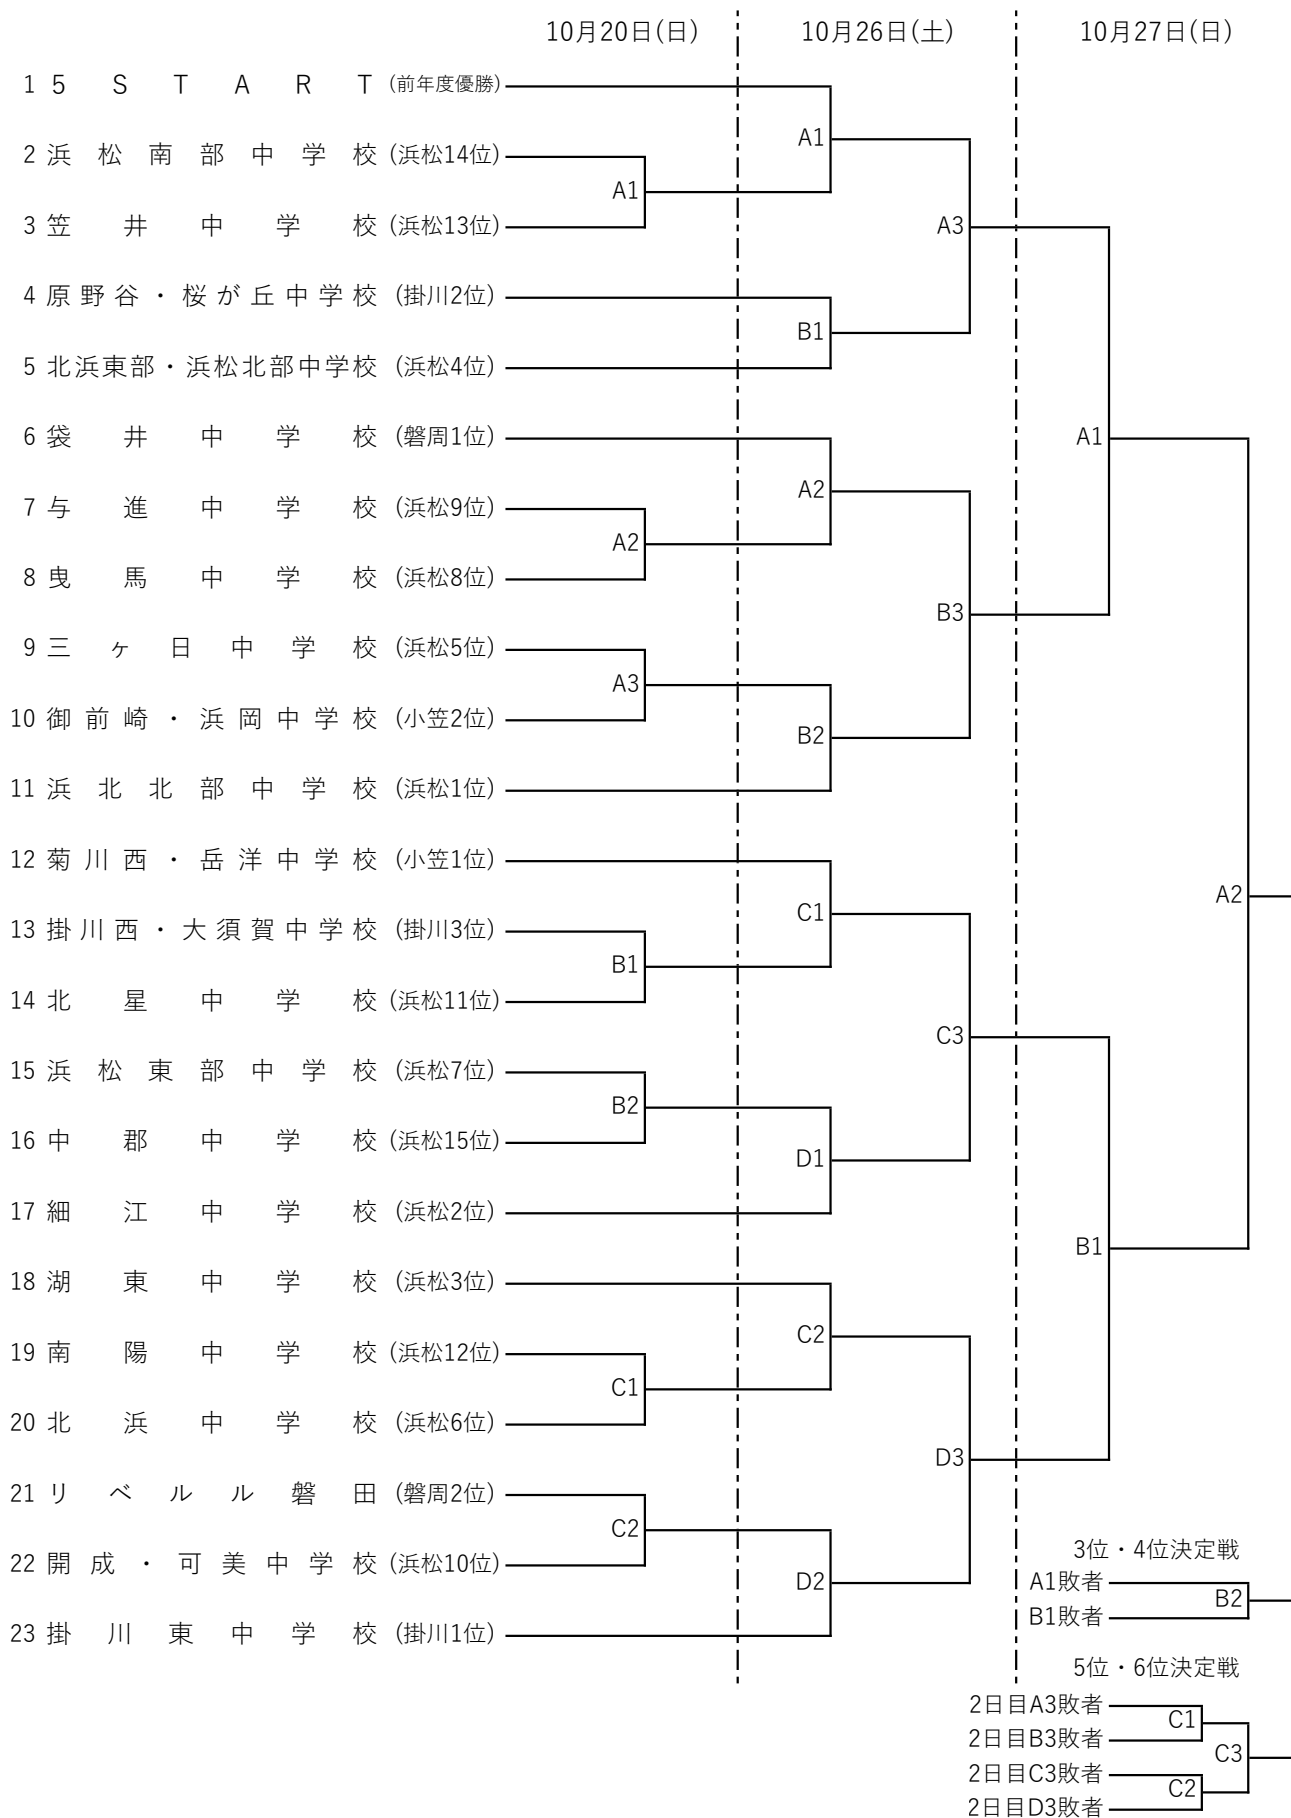 10月20日(日) 10月26日(土) 10月27日(日)
1 5 S T A R T (前年度優勝)
A1
2 浜松南部中学校 (浜松14位)
A1
3 笠井中学校 (浜松13位)
A3
4 原野谷・桜が丘中学校 (掛川2位)
B1
5 北浜東部・浜松北部中学校 (浜松4位)
6 袋井中学校 (磐周1位)
A1
A2
7 与進中学校 (浜松9位)
A2
8 曳馬中学校 (浜松8位)
B3
9 三ヶ日中学校 (浜松5位)
A3
10 御前崎・浜岡中学校 (小笠2位)
B2
11 浜北北部中学校 (浜松1位)
12 菊川西・岳洋中学校 (小笠1位)
A2
C1
13 掛川西・大須賀中学校 (掛川3位)
B1
14 北星中学校 (浜松11位)
C3
15 浜松東部中学校 (浜松7位)
B2
16 中郡中学校 (浜松15位)
D1
17 細江中学校 (浜松2位)
B1
18 湖東中学校 (浜松3位)
C2
19 南陽中学校 (浜松12位)
C1
20 北浜中学校 (浜松6位)
D3
21 リベルル磐田 (磐周2位)
C2
22 開成・可美中学校 (浜松10位)
D2
23 掛川東中学校 (掛川1位)
3位・4位決定戦
A1敗者
B2
B1敗者
5位・6位決定戦
2日目A3敗者
C1
2日目B3敗者
C3
2日目C3敗者
C2
2日目D3敗者